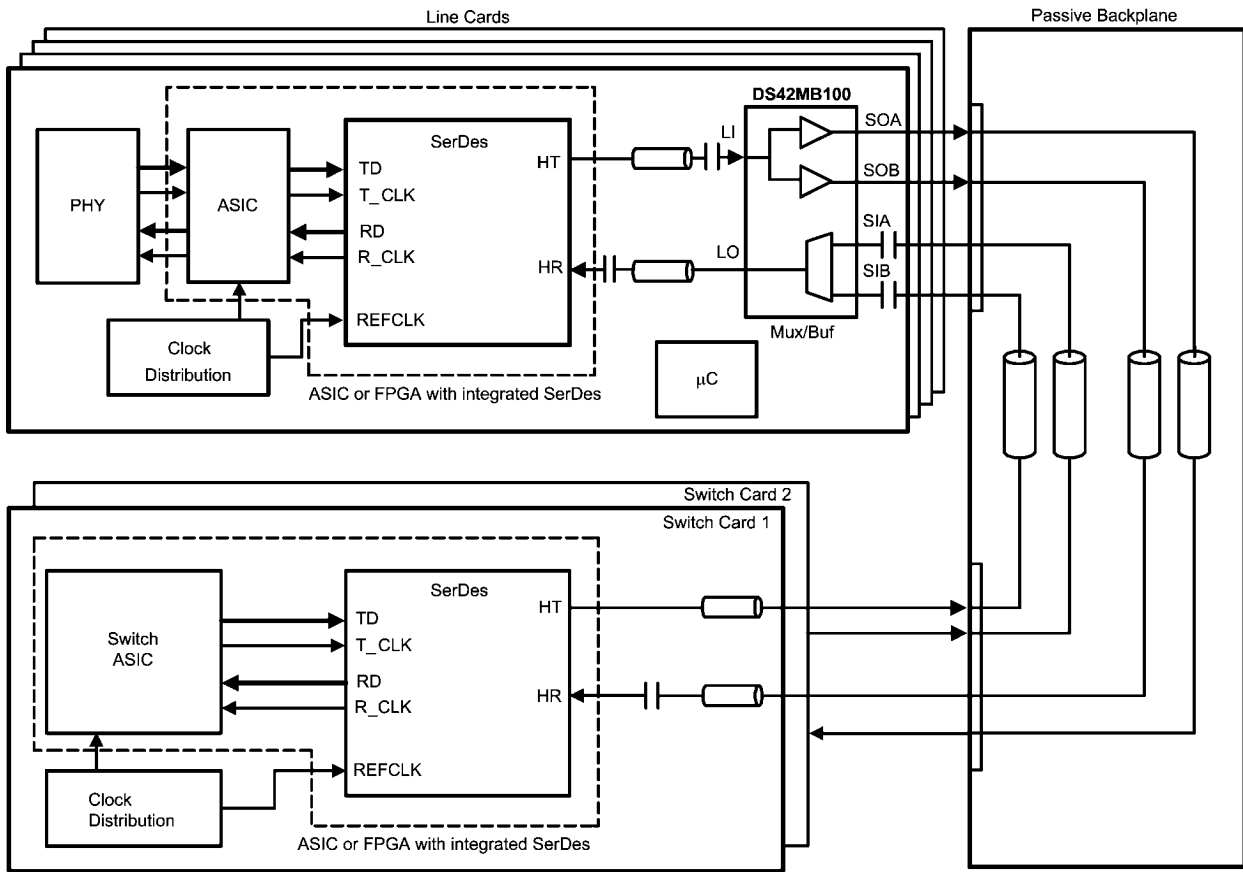 Line Cards
Passive Backplane
DS42MB100
SerDes
LI
SOA
HT
TD
SOB
PHY
ASIC
T_CLK
RD
SIA
R_CLK
LO
HR
SIB
REFCLK
Mux/Buf
Clock
Distribution
ASIC or FPGA with integrated SerDes
μC
Switch Card 2
Switch Card 1
SerDes
HT
TD
Switch
ASIC
T_CLK
RD
HR
R_CLK
REFCLK
Clock
Distribution
ASIC or FPGA with integrated SerDes